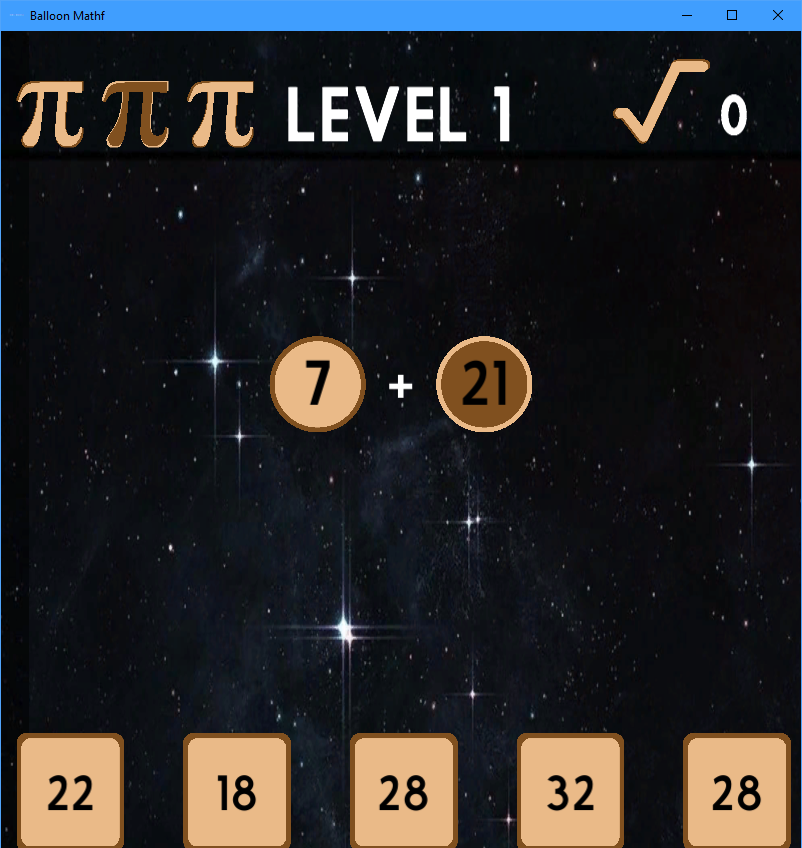 Balloon Mathf
π π π LEVEL 1 √ 0
7 + 21
22 18 28 32 28